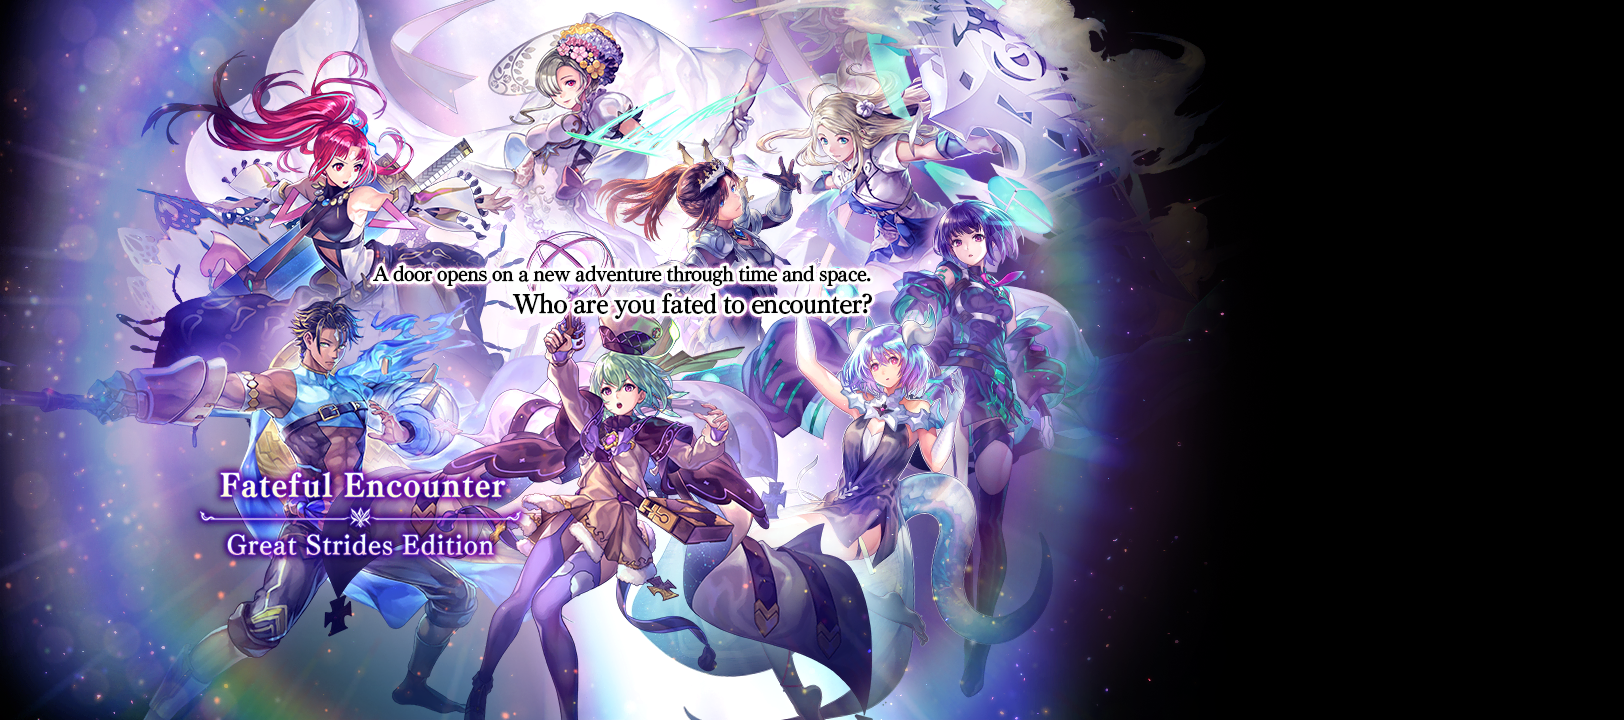 A door opens on a new adventure through time and space.
Who are you fated to encounter?
Fateful Encounter
Great Strides Edition